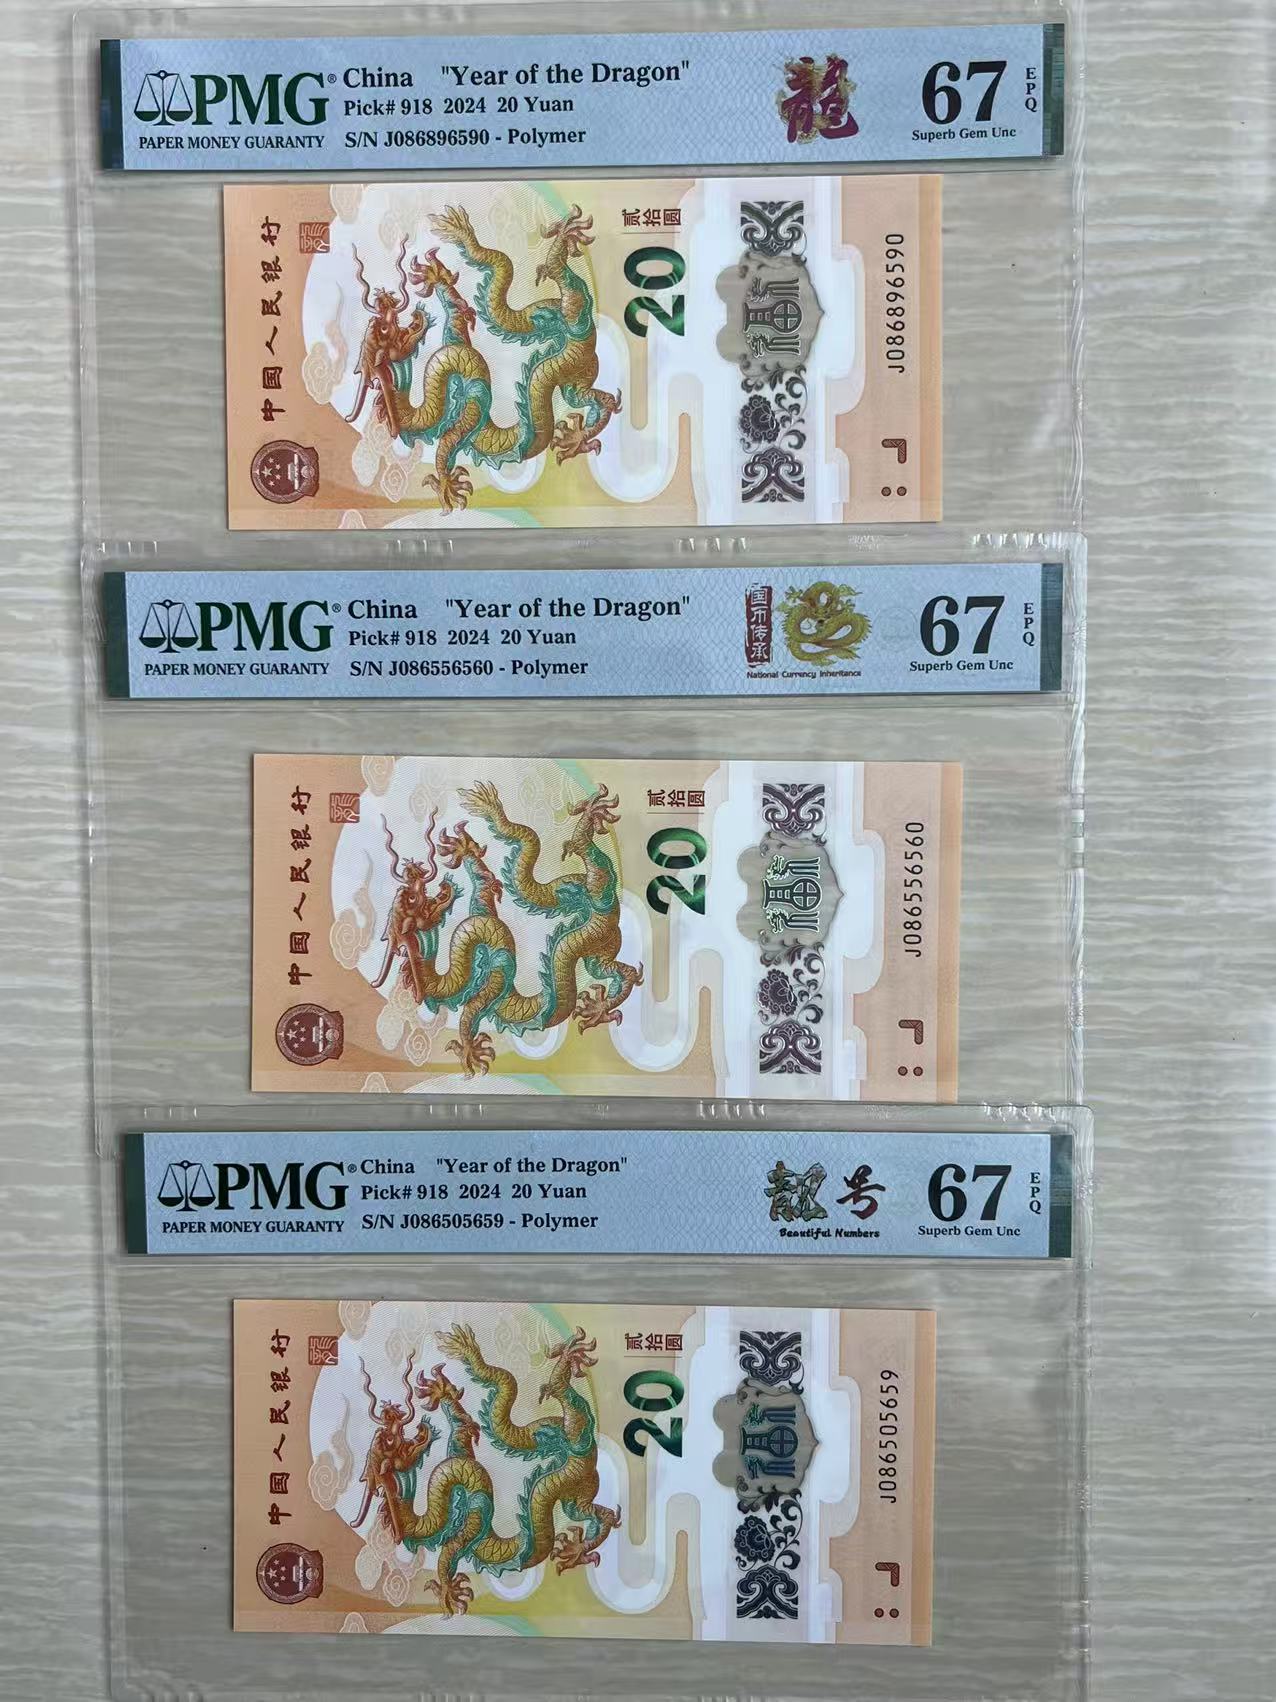 PMG® China "Year of the Dragon"
Pick# 918 2024 20 Yuan
PAPER MONEY GUARANTY
S/N J086896590 - Polymer
龍
67 EPQ
Superb Gem Unc
中国人民银行
贰拾圆
20
J086896590
PMG® China "Year of the Dragon"
Pick# 918 2024 20 Yuan
PAPER MONEY GUARANTY
S/N J086556560 - Polymer
国币传承
National Currency Inheritance
67 EPQ
Superb Gem Unc
中国人民银行
贰拾圆
20
J086556560
PMG® China "Year of the Dragon"
Pick# 918 2024 20 Yuan
PAPER MONEY GUARANTY
S/N J086505659 - Polymer
靓号
Beautiful Numbers
67 EPQ
Superb Gem Unc
中国人民银行
贰拾圆
20
J086505659